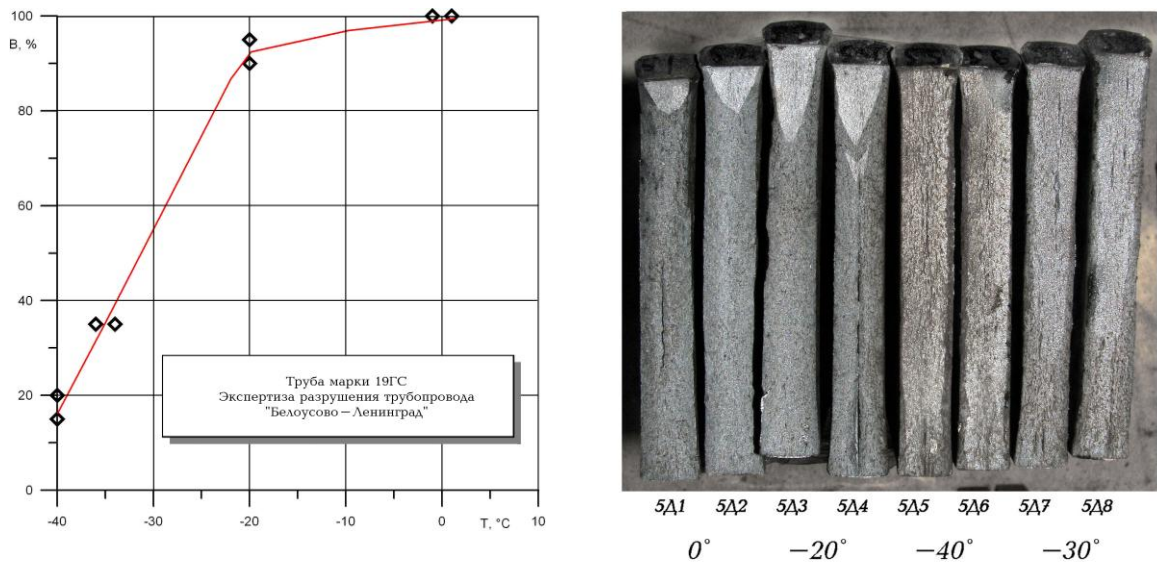 100
B, %
80
60
40
20
0
-40
-30
-20
-10
0
T, °C
10
Труба марки 19ГС
Экспертиза разрушения трубопровода
"Белоусово – Ленинград"
5Д1 5Д2 5Д3 5Д4 5Д5 5Д6 5Д7 5Д8
0° –20° –40° –30°